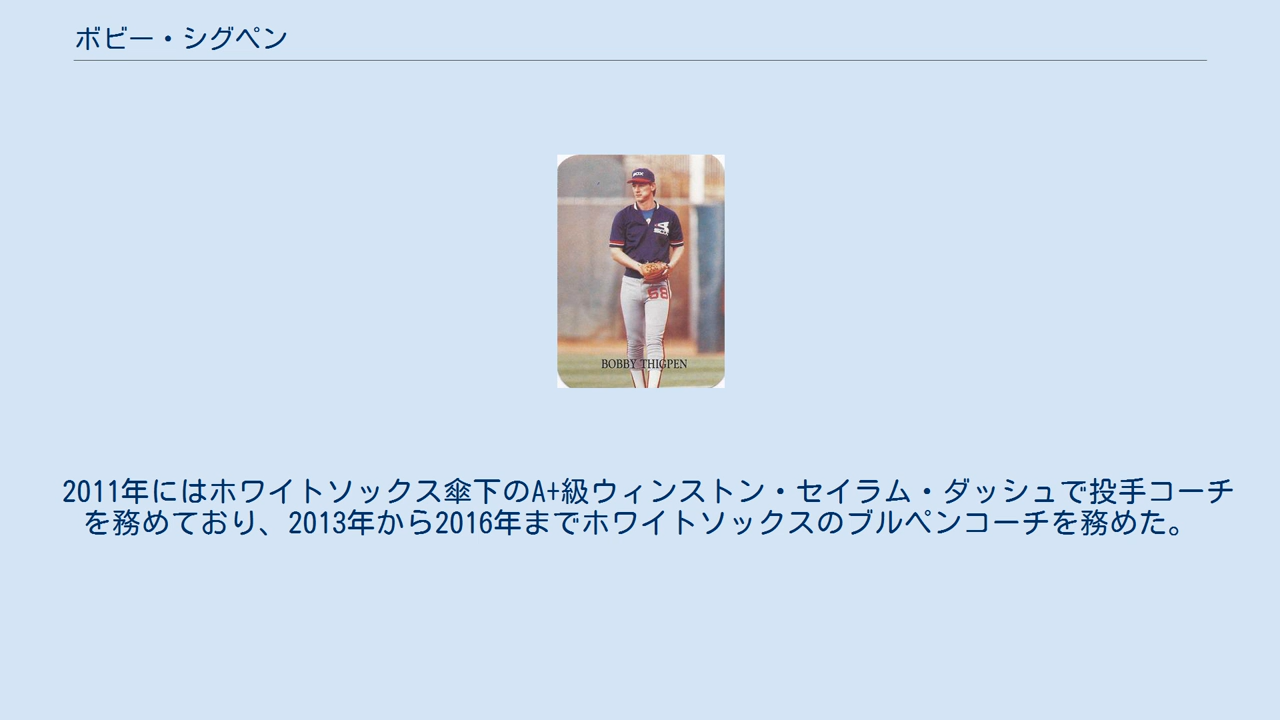 ボビー・シグペン
SOX
68
BOBBY THIGPEN
2011年にはホワイトソックス傘下のA+級ウィンストン・セイラム・ダッシュで投手コーチ
を務めており、2013年から2016年までホワイトソックスのブルペンコーチを務めた。